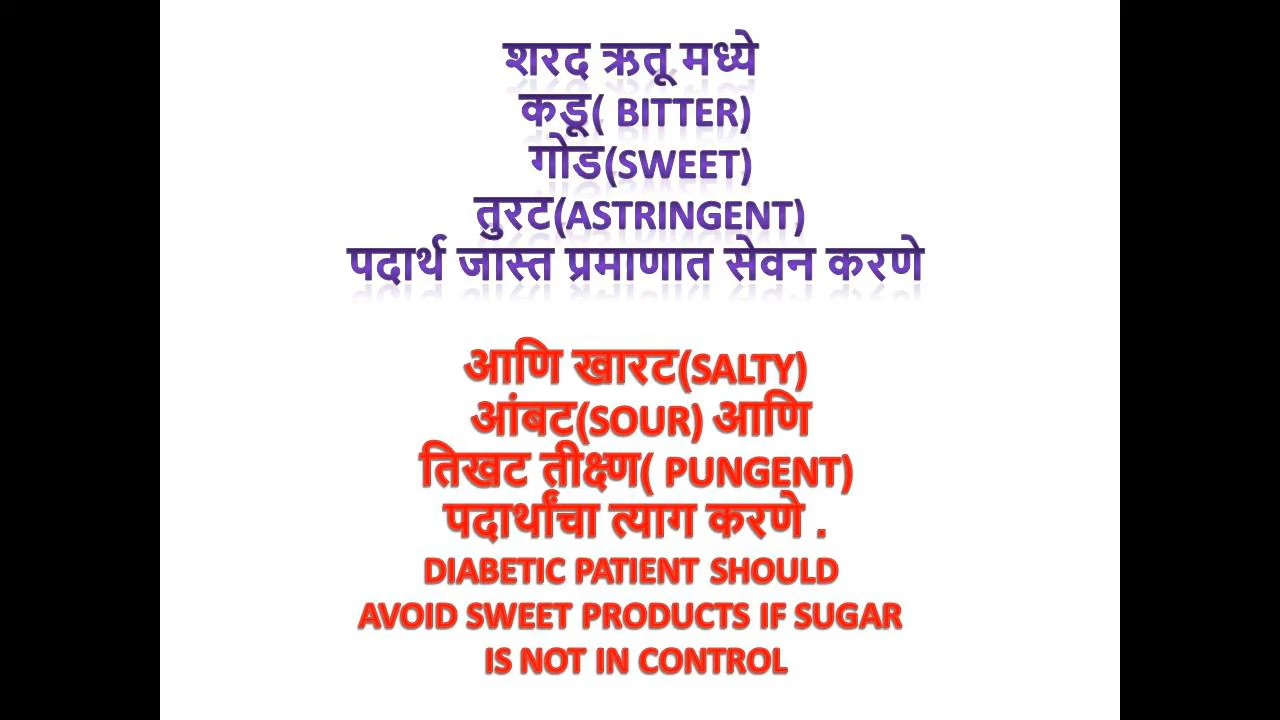 शरद ऋतू मध्ये
कडू( BITTER)
गोड(SWEET)
तुरट(ASTRINGENT)
पदार्थ जास्त प्रमाणात सेवन करणे
आणि खारट(SALTY)
आंबट(SOUR) आणि
तिखट तीक्ष्ण( PUNGENT)
पदार्थांचा त्याग करणे .
DIABETIC PATIENT SHOULD
AVOID SWEET PRODUCTS IF SUGAR
IS NOT IN CONTROL